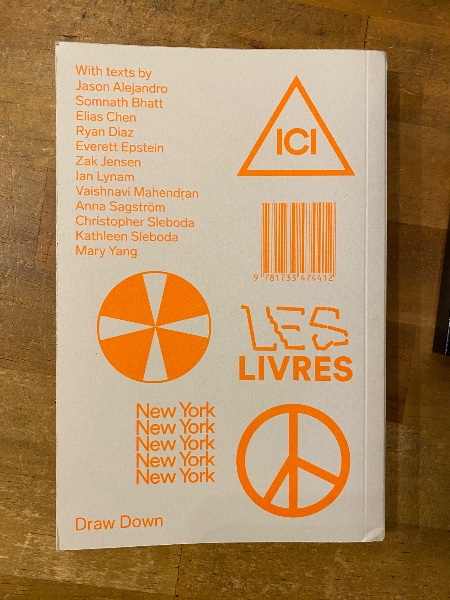 With texts by
Jason Alejandro
Somnath Bhatt
Elias Chen
Ryan Diaz
Everett Epstein
Zak Jensen
Ian Lynam
Vaishnavi Mahendran
Anna Sagström
Christopher Sleboda
Kathleen Sleboda
Mary Yang
ICI
9 781733 474412
LES
LIVRES
New York
New York
New York
New York
New York
Draw Down